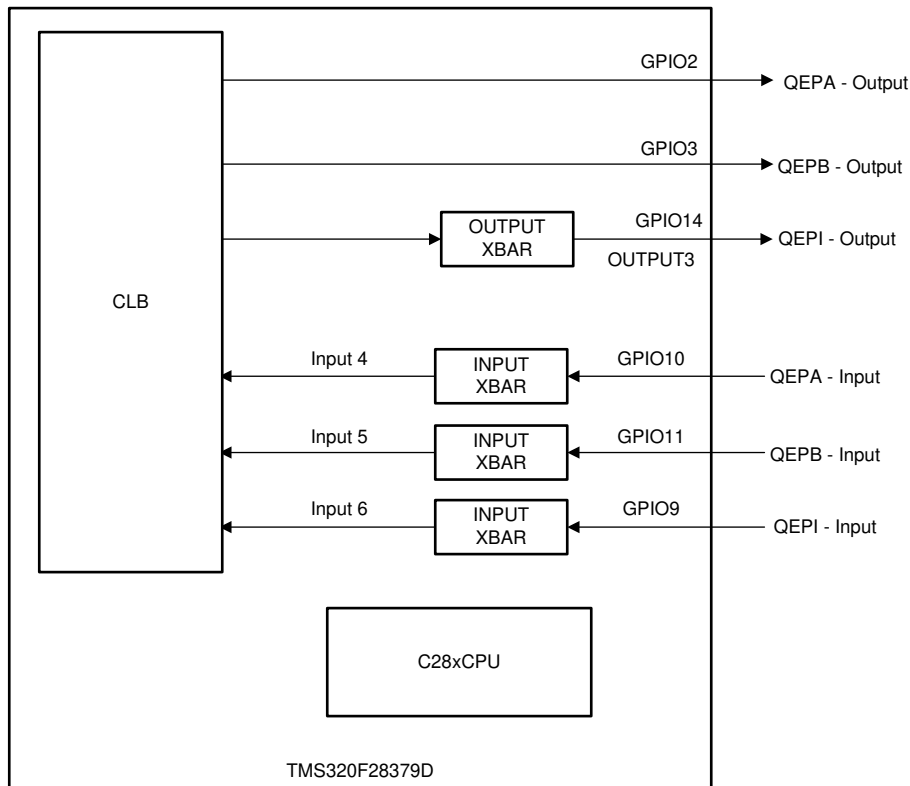 GPIO2
QEPA - Output
GPIO3
QEPB - Output
OUTPUT
XBAR
GPIO14
OUTPUT3
QEPI - Output
CLB
Input 4
INPUT
XBAR
GPIO10
QEPA - Input
Input 5
INPUT
XBAR
GPIO11
QEPB - Input
Input 6
INPUT
XBAR
GPIO9
QEPI - Input
C28xCPU
TMS320F28379D